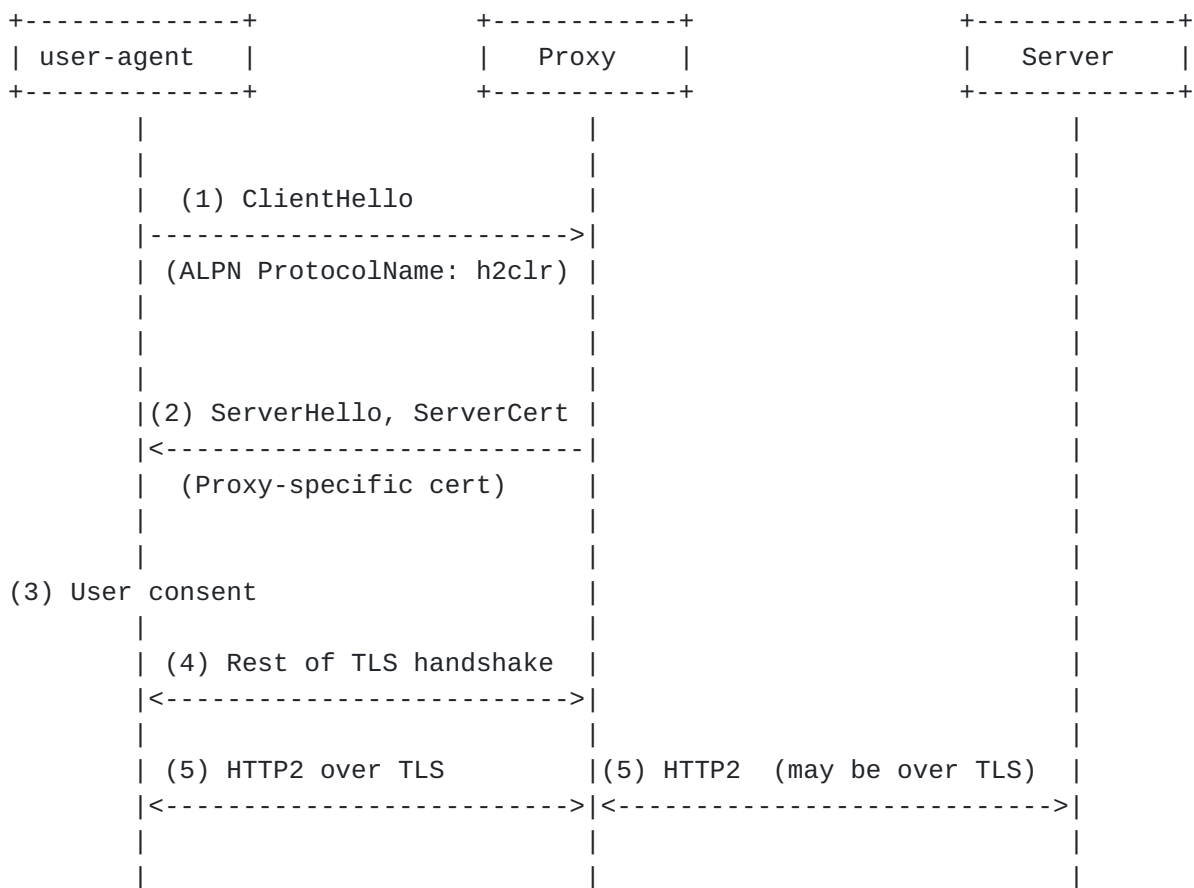 user-agent Proxy Server
(1) ClientHello
(ALPN ProtocolName: h2clr)
(2) ServerHello, ServerCert
(Proxy-specific cert)
(3) User consent
(4) Rest of TLS handshake
(5) HTTP2 over TLS (5) HTTP2 (may be over TLS)